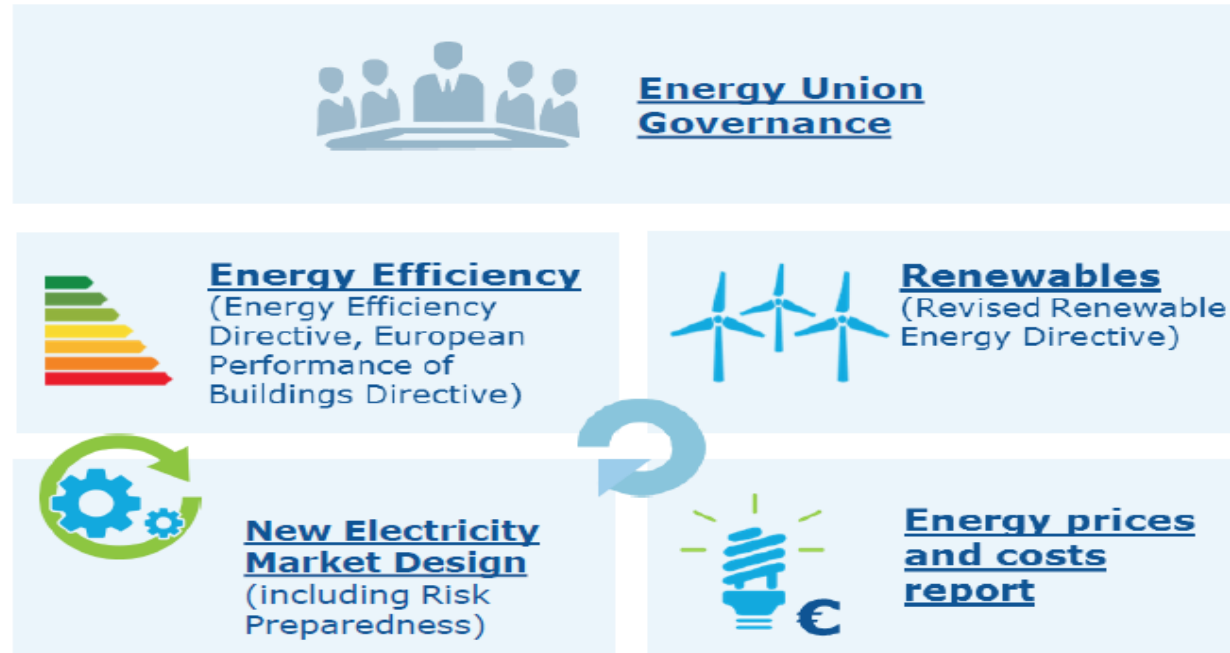 Energy Union
Governance
Energy Efficiency
(Energy Efficiency
Directive, European
Performance of
Buildings Directive)
Renewables
(Revised Renewable
Energy Directive)
New Electricity
Market Design
(including Risk
Preparedness)
Energy prices
and costs
report
€